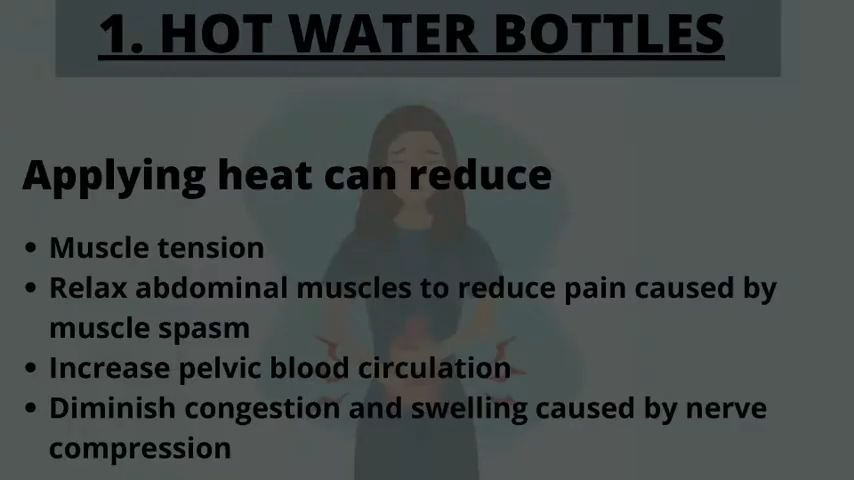 1. HOT WATER BOTTLES
Applying heat can reduce
• Muscle tension
• Relax abdominal muscles to reduce pain caused by
muscle spasm
• Increase pelvic blood circulation
• Diminish congestion and swelling caused by nerve
compression